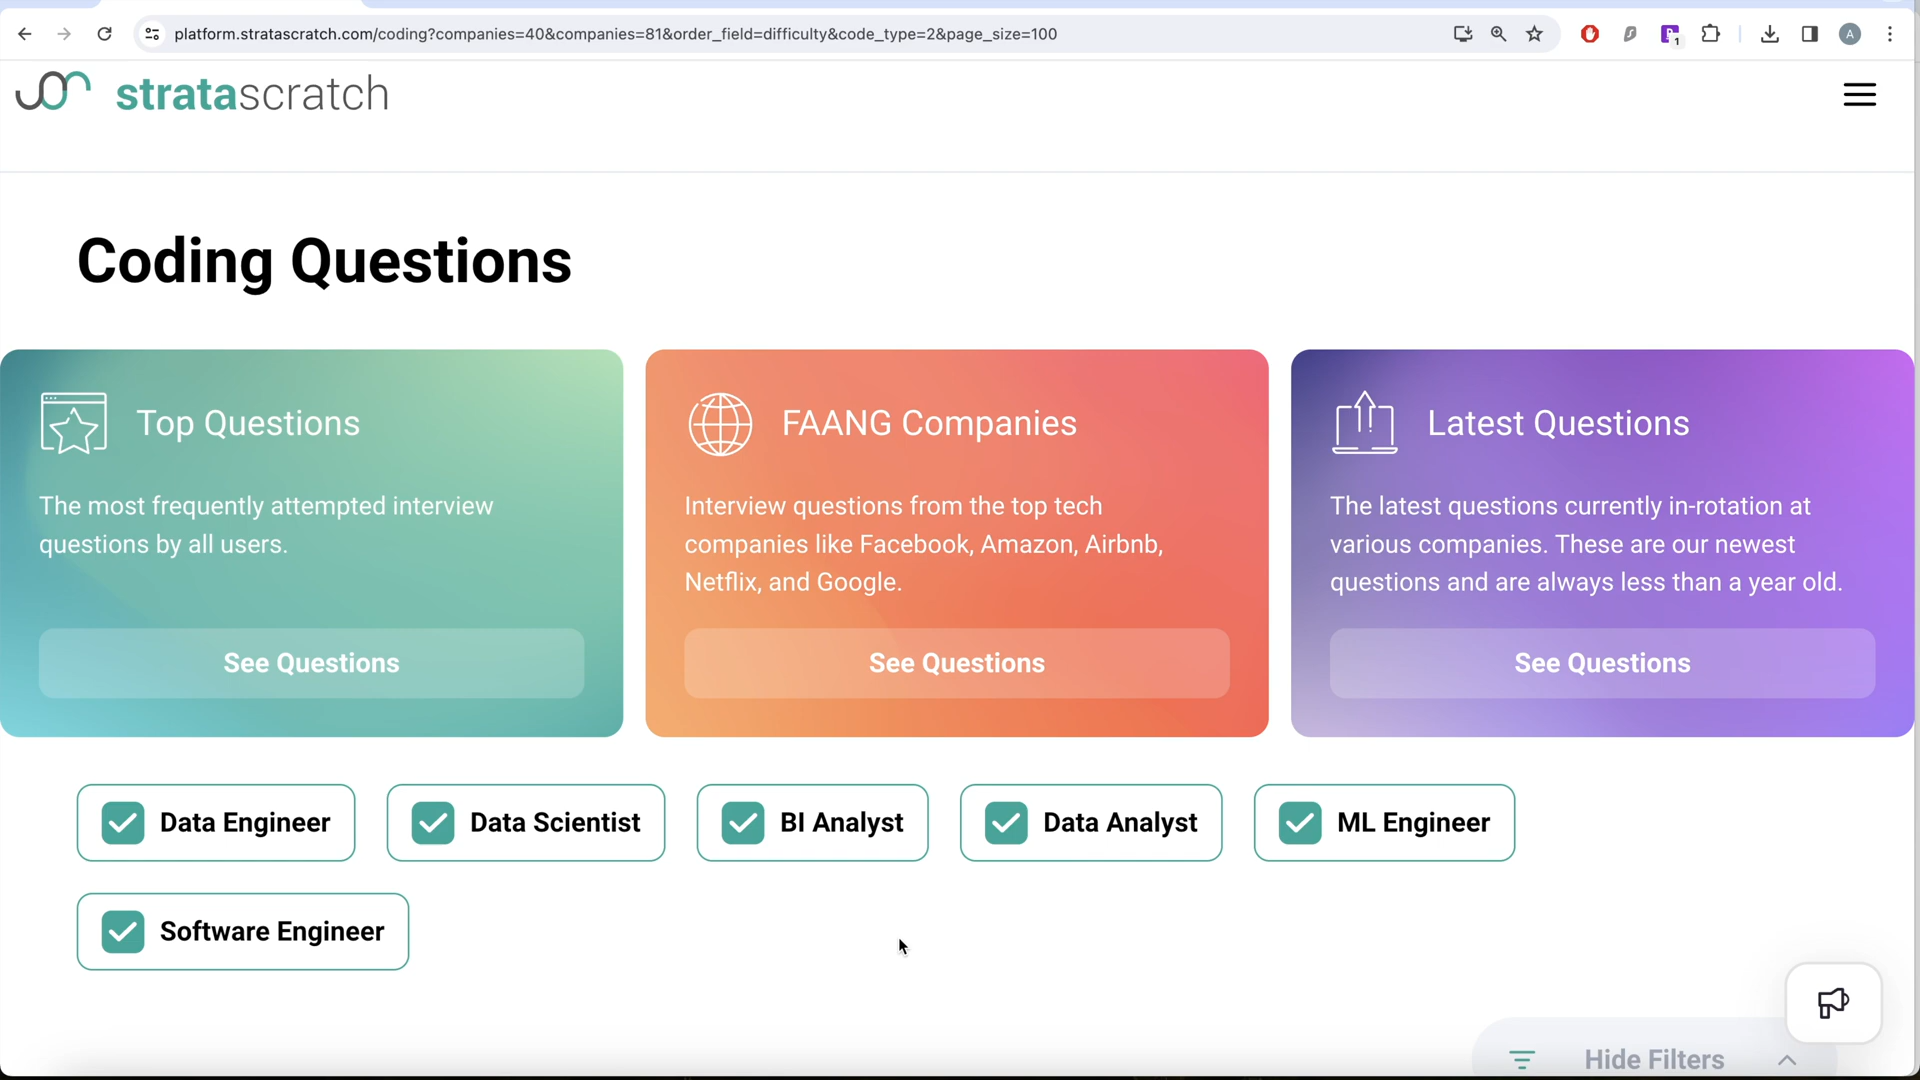 platform.stratascratch.com/coding?companies=40&companies=81&order_field=difficulty&code_type=2&page_size=100
1
A
stratascratch
Coding Questions
Top Questions
The most frequently attempted interview
questions by all users.
See Questions
FAANG Companies
Interview questions from the top tech
companies like Facebook, Amazon, Airbnb,
Netflix, and Google.
See Questions
Latest Questions
The latest questions currently in-rotation at
various companies. These are our newest
questions and are always less than a year old.
See Questions
Data Engineer
Data Scientist
BI Analyst
Data Analyst
ML Engineer
Software Engineer
Hide Filters